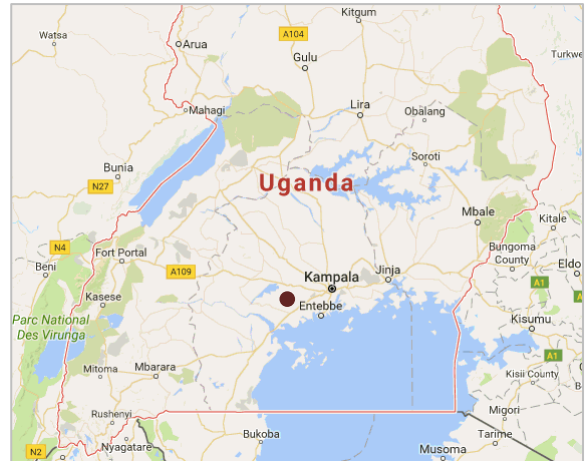 Kitgum
Watsa
Arua
A104
Gulu
Turkwe
Mahagi
Lira
Obalang
Bunia
Soroti
N27
Uganda
Mbale
Kitale
N4
Fort Portal
Bungoma
County
Beni
A109
Kampala
Jinja
Eldo
A1
A
Kasese
Entebbe
Parc National
Des Virunga
Kisumu
A1
Mitoma
Mbarara
Kisii County
B
Rushenyi
Migori
Nyagatare
Bukoba
Tarime
N2
Musoma